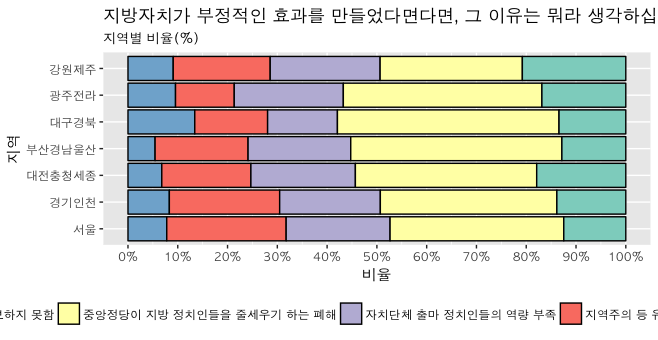 지방자치가 부정적인 효과를 만들었다면다면, 그 이유는 뭐라 생각하십
지역별 비율(%)
강원제주
광주전라
대구경북
부산경남울산
대전충청세종
경기인천
서울
지역
0% 10% 20% 30% 40% 50% 60% 70% 80% 90% 100%
비율
하지 못함 중앙정당이 지방 정치인들을 줄세우기 하는 폐해 자치단체 출마 정치인들의 역량 부족 지역주의 등